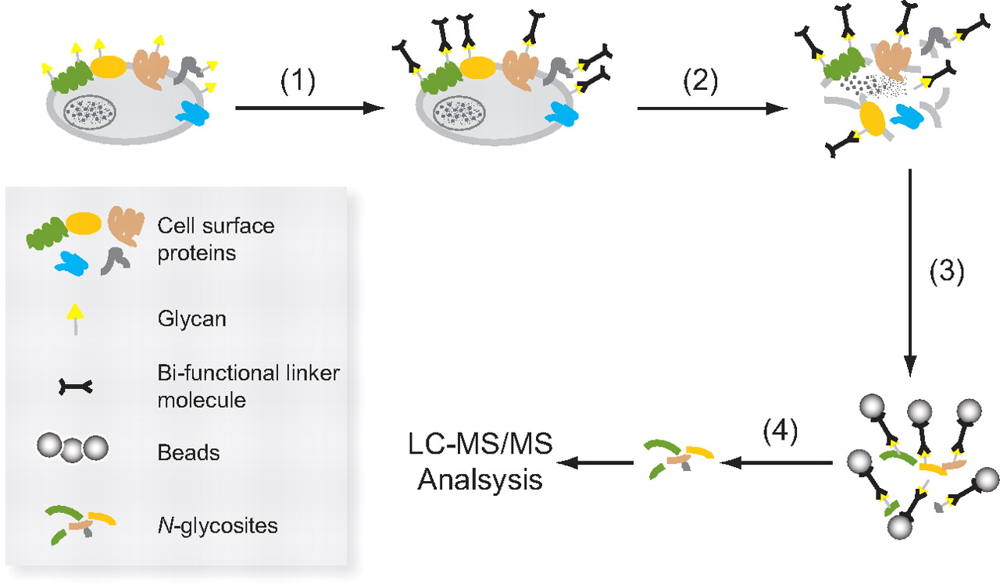 (1)
(2)
(3)
(4)
LC-MS/MS
Analsysis
Cell surface
proteins
Glycan
Bi-functional linker
molecule
Beads
N-glycosites